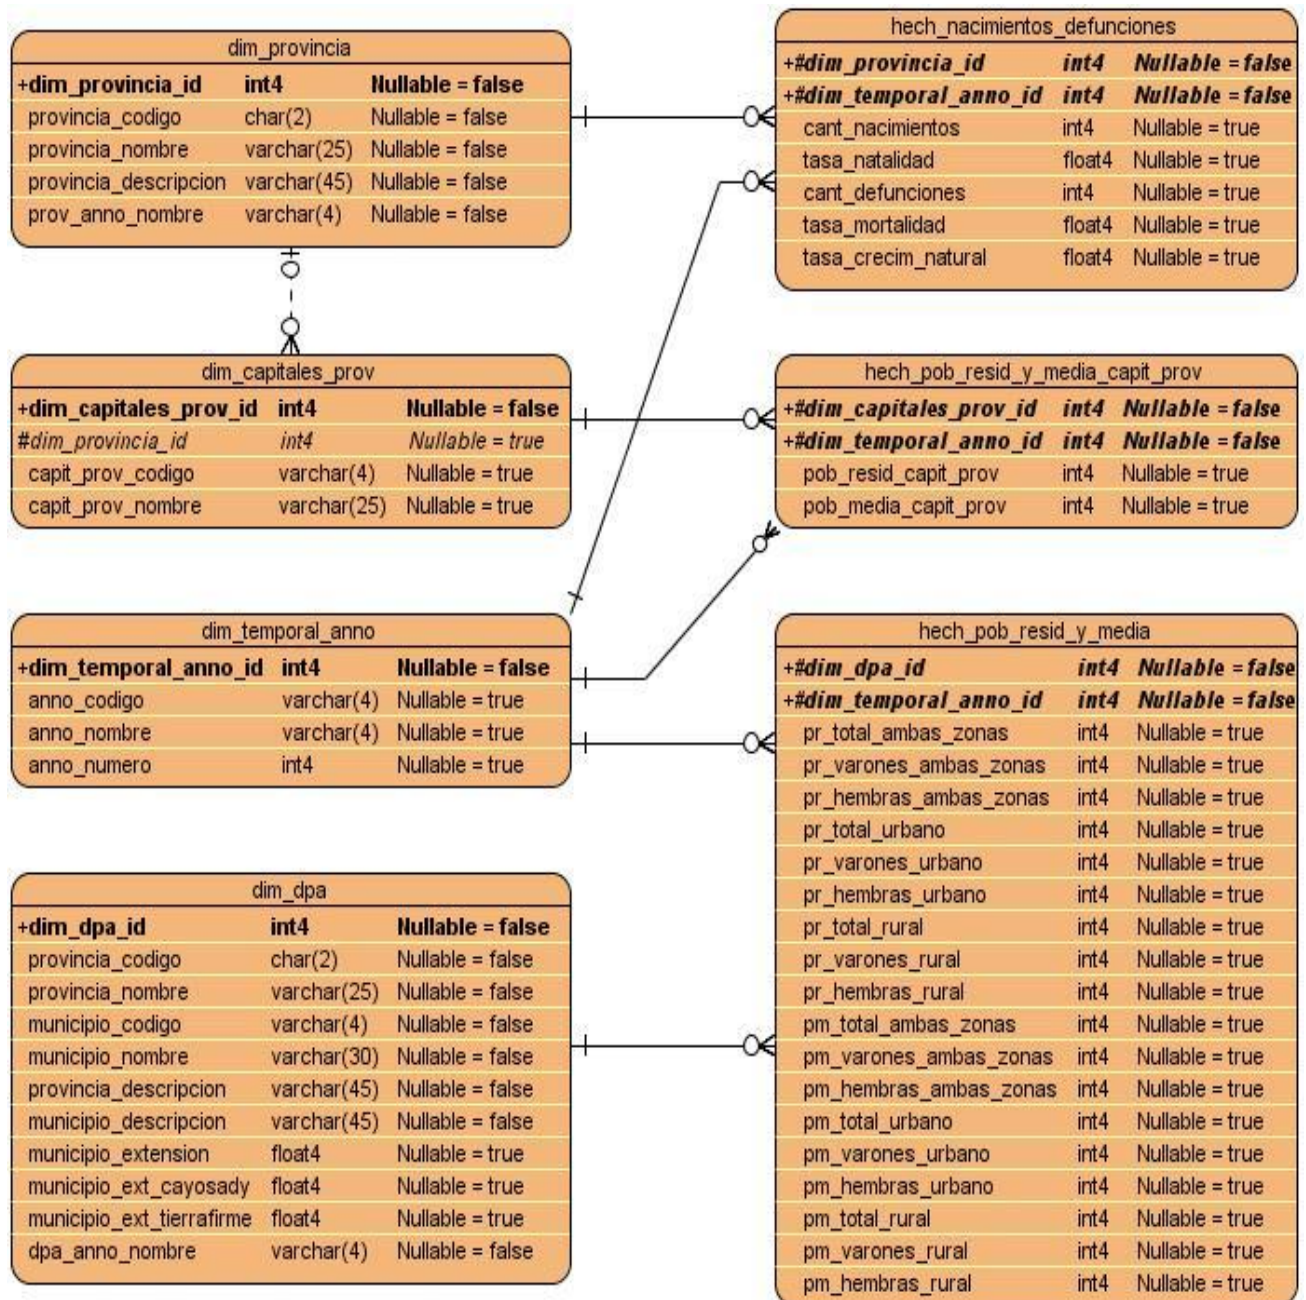 dim_provincia
+dim_provincia_id int4 Nullable = false
provincia_codigo char(2) Nullable = false
provincia_nombre varchar(25) Nullable = false
provincia_descripcion varchar(45) Nullable = false
prov_anno_nombre varchar(4) Nullable = false
hech_nacimientos_defunciones
+#dim_provincia_id int4 Nullable = false
+#dim_temporal_anno_id int4 Nullable = false
cant_nacimientos int4 Nullable = true
tasa_natalidad float4 Nullable = true
cant_defunciones int4 Nullable = true
tasa_mortalidad float4 Nullable = true
tasa_crecim_natural float4 Nullable = true
dim_capitales_prov
+dim_capitales_prov_id int4 Nullable = false
#dim_provincia_id int4 Nullable = true
capit_prov_codigo varchar(4) Nullable = true
capit_prov_nombre varchar(25) Nullable = true
hech_pob_resid_y_media_capit_prov
+#dim_capitales_prov_id int4 Nullable = false
+#dim_temporal_anno_id int4 Nullable = false
pob_resid_capit_prov int4 Nullable = true
pob_media_capit_prov int4 Nullable = true
dim_temporal_anno
+dim_temporal_anno_id int4 Nullable = false
anno_codigo varchar(4) Nullable = true
anno_nombre varchar(4) Nullable = true
anno_numero int4 Nullable = true
hech_pob_resid_y_media
+#dim_dpa_id int4 Nullable = false
+#dim_temporal_anno_id int4 Nullable = false
pr_total_ambas_zonas int4 Nullable = true
pr_varones_ambas_zonas int4 Nullable = true
pr_hembras_ambas_zonas int4 Nullable = true
pr_total_urbano int4 Nullable = true
pr_varones_urbano int4 Nullable = true
pr_hembras_urbano int4 Nullable = true
pr_total_rural int4 Nullable = true
pr_varones_rural int4 Nullable = true
pr_hembras_rural int4 Nullable = true
pm_total_ambas_zonas int4 Nullable = true
pm_varones_ambas_zonas int4 Nullable = true
pm_hembras_ambas_zonas int4 Nullable = true
pm_total_urbano int4 Nullable = true
pm_varones_urbano int4 Nullable = true
pm_hembras_urbano int4 Nullable = true
pm_total_rural int4 Nullable = true
pm_varones_rural int4 Nullable = true
pm_hembras_rural int4 Nullable = true
dim_dpa
+dim_dpa_id int4 Nullable = false
provincia_codigo char(2) Nullable = false
provincia_nombre varchar(25) Nullable = false
municipio_codigo varchar(4) Nullable = false
municipio_nombre varchar(30) Nullable = false
provincia_descripcion varchar(45) Nullable = false
municipio_descripcion varchar(45) Nullable = false
municipio_extension float4 Nullable = true
municipio_ext_cayosady float4 Nullable = true
municipio_ext_tierrafirme float4 Nullable = true
dpa_anno_nombre varchar(4) Nullable = false